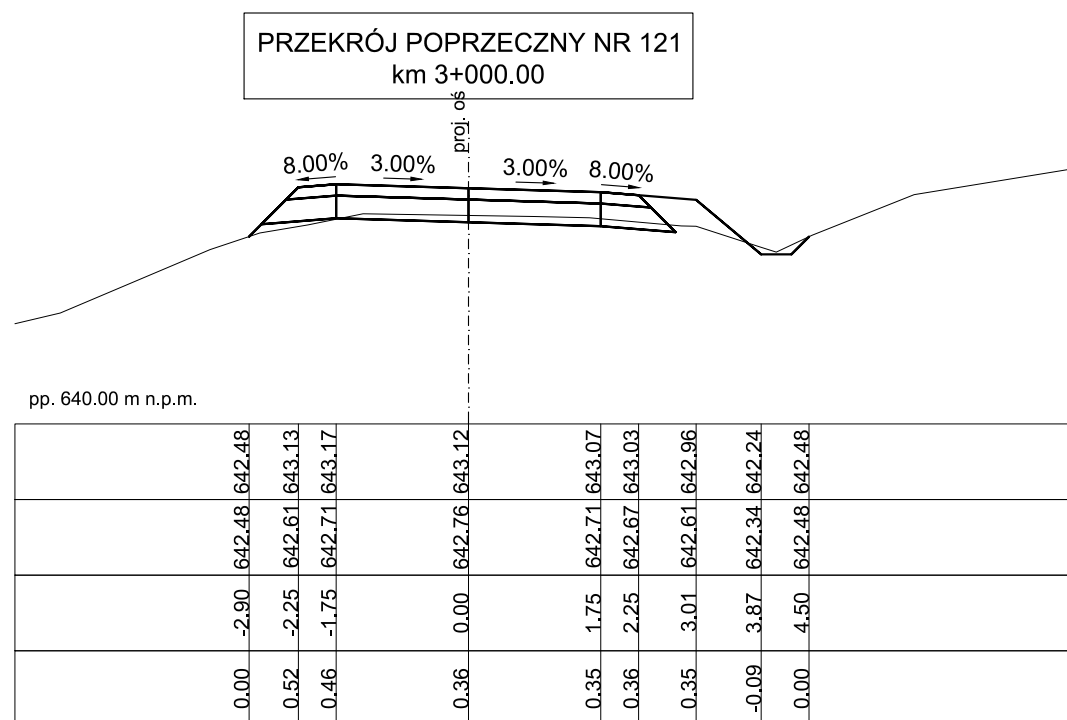 PRZEKRÓJ POPRZECZNY NR 121
km 3+000.00
proj. oś
8.00% 3.00% 3.00% 8.00%
pp. 640.00 m n.p.m.
642.48 643.13 643.17 643.12 643.07 643.03 642.96 642.24 642.48
642.48 642.61 642.71 642.76 642.71 642.67 642.61 642.34 642.48
-2.90 -2.25 -1.75 0.00 1.75 2.25 3.01 3.87 4.50
0.00 0.52 0.46 0.36 0.35 0.36 0.35 -0.09 0.00